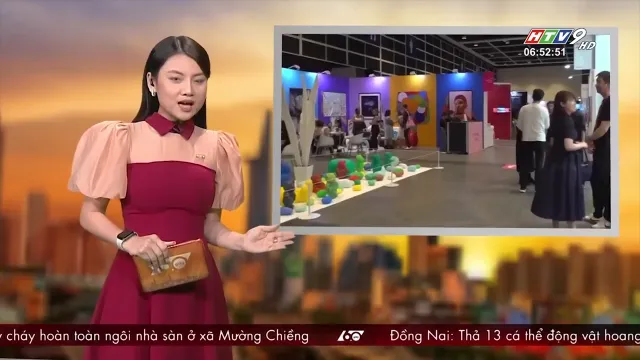 HTV9 HD
06:52:51
cháy hoàn toàn ngôi nhà sàn ở xã Mường Chiềng 60 Đồng Nai: Thả 13 cá thể động vật hoang